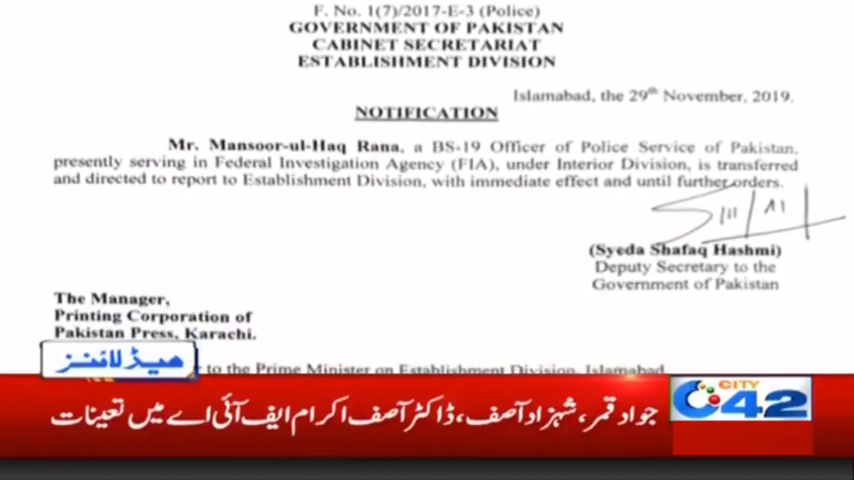 F. No. 1(7)/2017-E-3 (Police)
GOVERNMENT OF PAKISTAN
CABINET SECRETARIAT
ESTABLISHMENT DIVISION
Islamabad, the 29th November, 2019.
NOTIFICATION
Mr. Mansoor-ul-Haq Rana, a BS-19 Officer of Police Service of Pakistan,
presently serving in Federal Investigation Agency (FIA), under Interior Division, is transferred
and directed to report to Establishment Division, with immediate effect and until further orders.
(Syeda Shafaq Hashmi)
Deputy Secretary to the
Government of Pakistan
The Manager,
Printing Corporation of
Pakistan Press, Karachi.
to the Prime Minister on Establishment Division, Islamabad
ہیڈلائنز
CITY
42
جواد قمر، شہزاد آصف، ڈاکٹر آصف اکرام ایف آئی اے میں تعینات